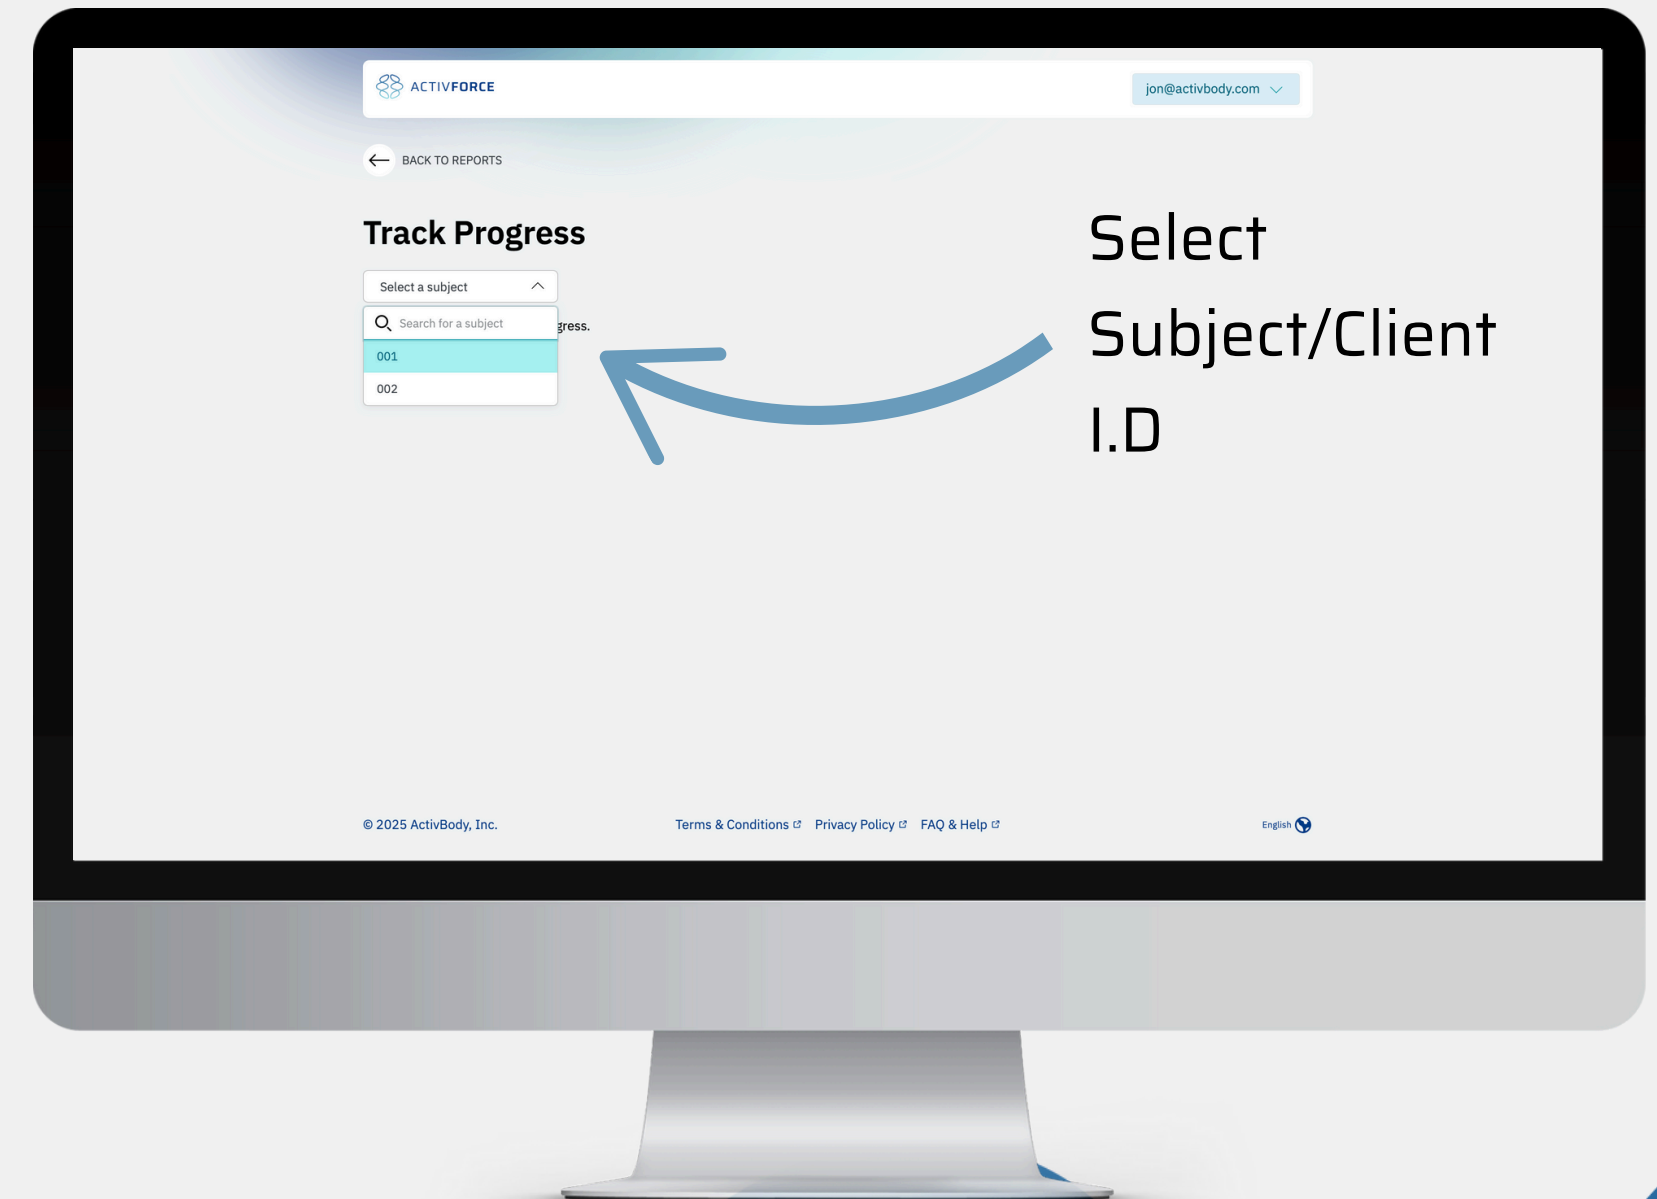 ACTIVFORCE
jon@activbody.com
BACK TO REPORTS
Track Progress
Select a subject
Search for a subject
gress.
001
002
Select
Subject/Client
I.D
© 2025 ActivBody, Inc.
Terms & Conditions Privacy Policy FAQ & Help
English